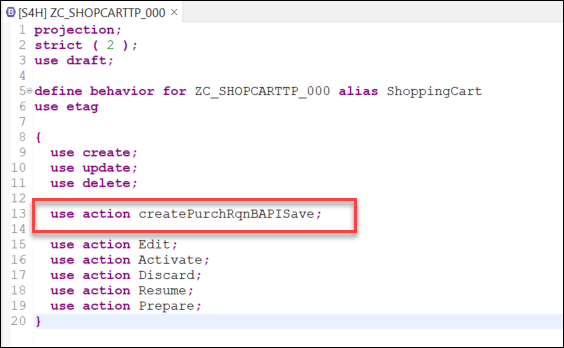 [S4H] ZC_SHOPCARTTP_000
1 projection;
2 strict ( 2 );
3 use draft;
4
5 define behavior for ZC_SHOPCARTTP_000 alias ShoppingCart
6 use etag
7
8 {
9 use create;
10 use update;
11 use delete;
12
13 use action createPurchRqnBAPISave;
14
15 use action Edit;
16 use action Activate;
17 use action Discard;
18 use action Resume;
19 use action Prepare;
20 }